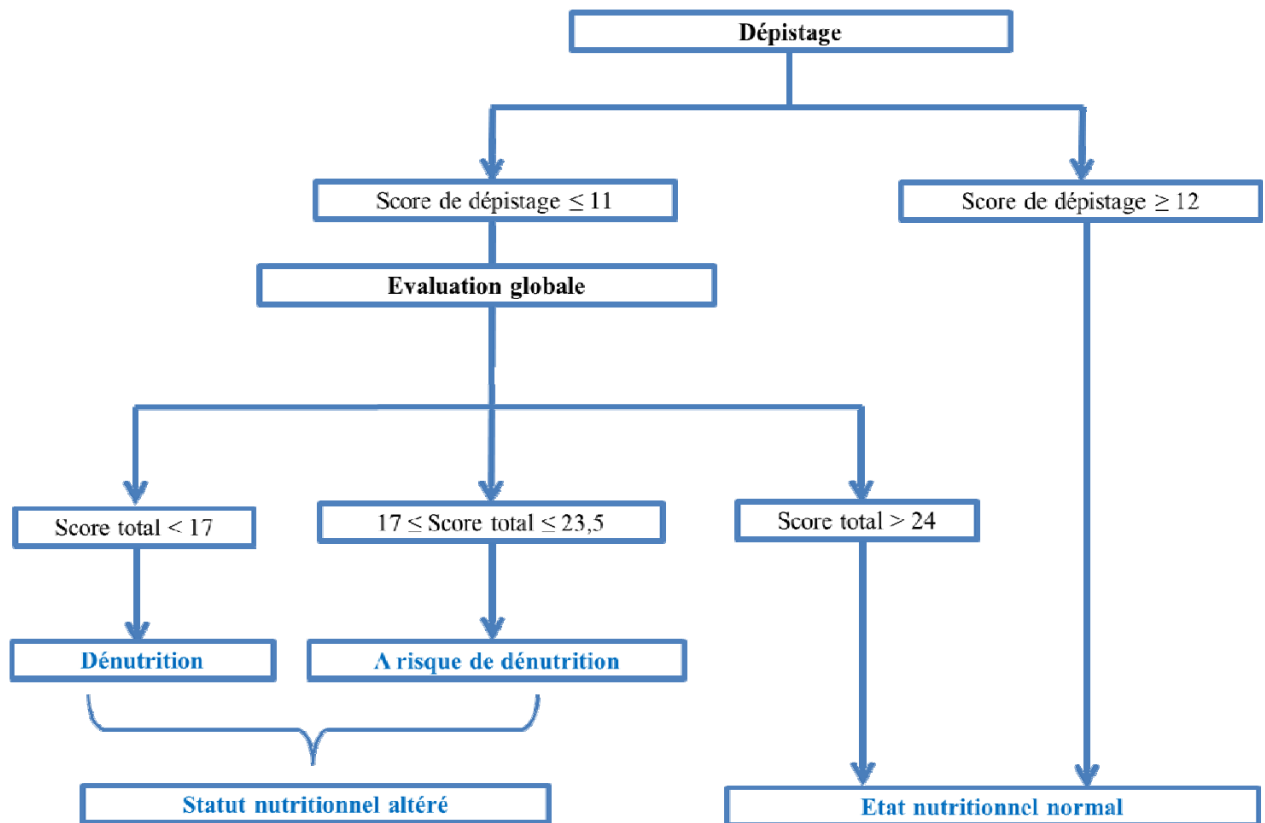 Dépistage
Score de dépistage ≤ 11
Score de dépistage ≥ 12
Evaluation globale
Score total < 17
17 ≤ Score total ≤ 23,5
Score total > 24
Dénutrition
A risque de dénutrition
Statut nutritionnel altéré
Etat nutritionnel normal